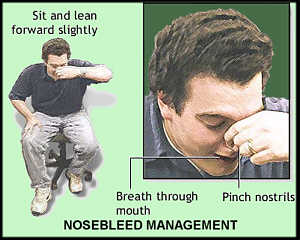 Sit and lean
forward slightly
Breath through
mouth
Pinch nostrils
NOSEBLEED MANAGEMENT